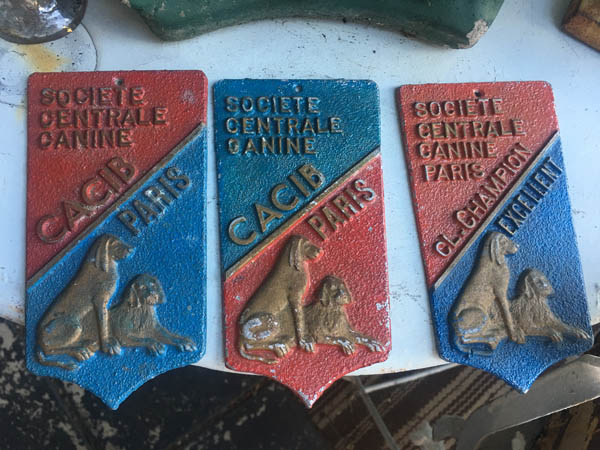 SOCIETE
CENTRALE
CANINE
CACIB
PARIS
SOCIETE
CENTRALE
CANINE
CACIB
PARIS
SOCIETE
CENTRALE
CANINE
PARIS
CL. CHAMPION
EXCELLENT